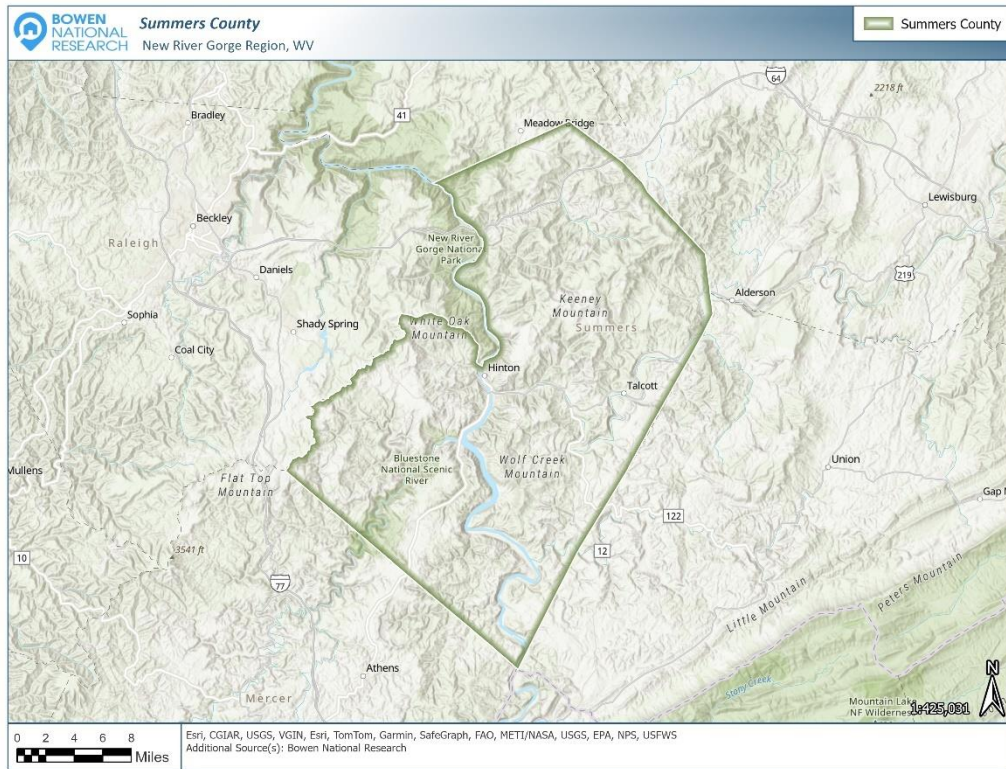 BOWEN
NATIONAL
RESEARCH
Summers County
New River Gorge Region, WV
Summers County
64
2218 ft
Bradley
41
Meadow Bridge
Lewisburg
Beckley
Raleigh
New River
Gorge National
Park
Daniels
219
Keeney
Mountain
Alderson
Sophia
Shady Spring
White Oak
Mountain
Summers
Coal City
Hinton
Talcott
Mullens
Bluestone
National Scenic
River
Wolf Creek
Mountain
Union
Flat Top
Mountain
Gap
122
3541 ft
12
10
77
Little Mountain
Peters Mountain
Athens
Mercer
Stony Creek
Mountain Lake
NF Wilderness
N
1:425,031
0 2 4 6 8
Miles
Esri, CGIAR, USGS, VGIN, Esri, TomTom, Garmin, SafeGraph, FAO, METI/NASA, USGS, EPA, NPS, USFWS
Additional Source(s): Bowen National Research